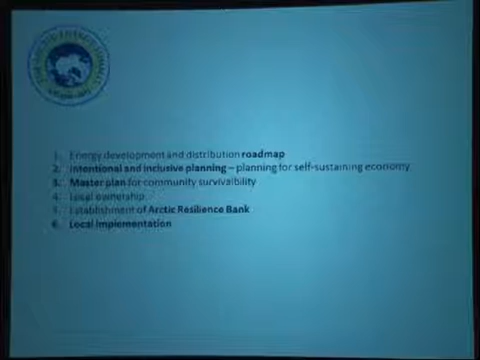 1. Energy development and distribution roadmap
2. Intentional and inclusive planning – planning for self-sustaining economy
3. Master plan for community survivaibility
4. Local ownership
5. Establishment of Arctic Resilience Bank
6. Local Implementation